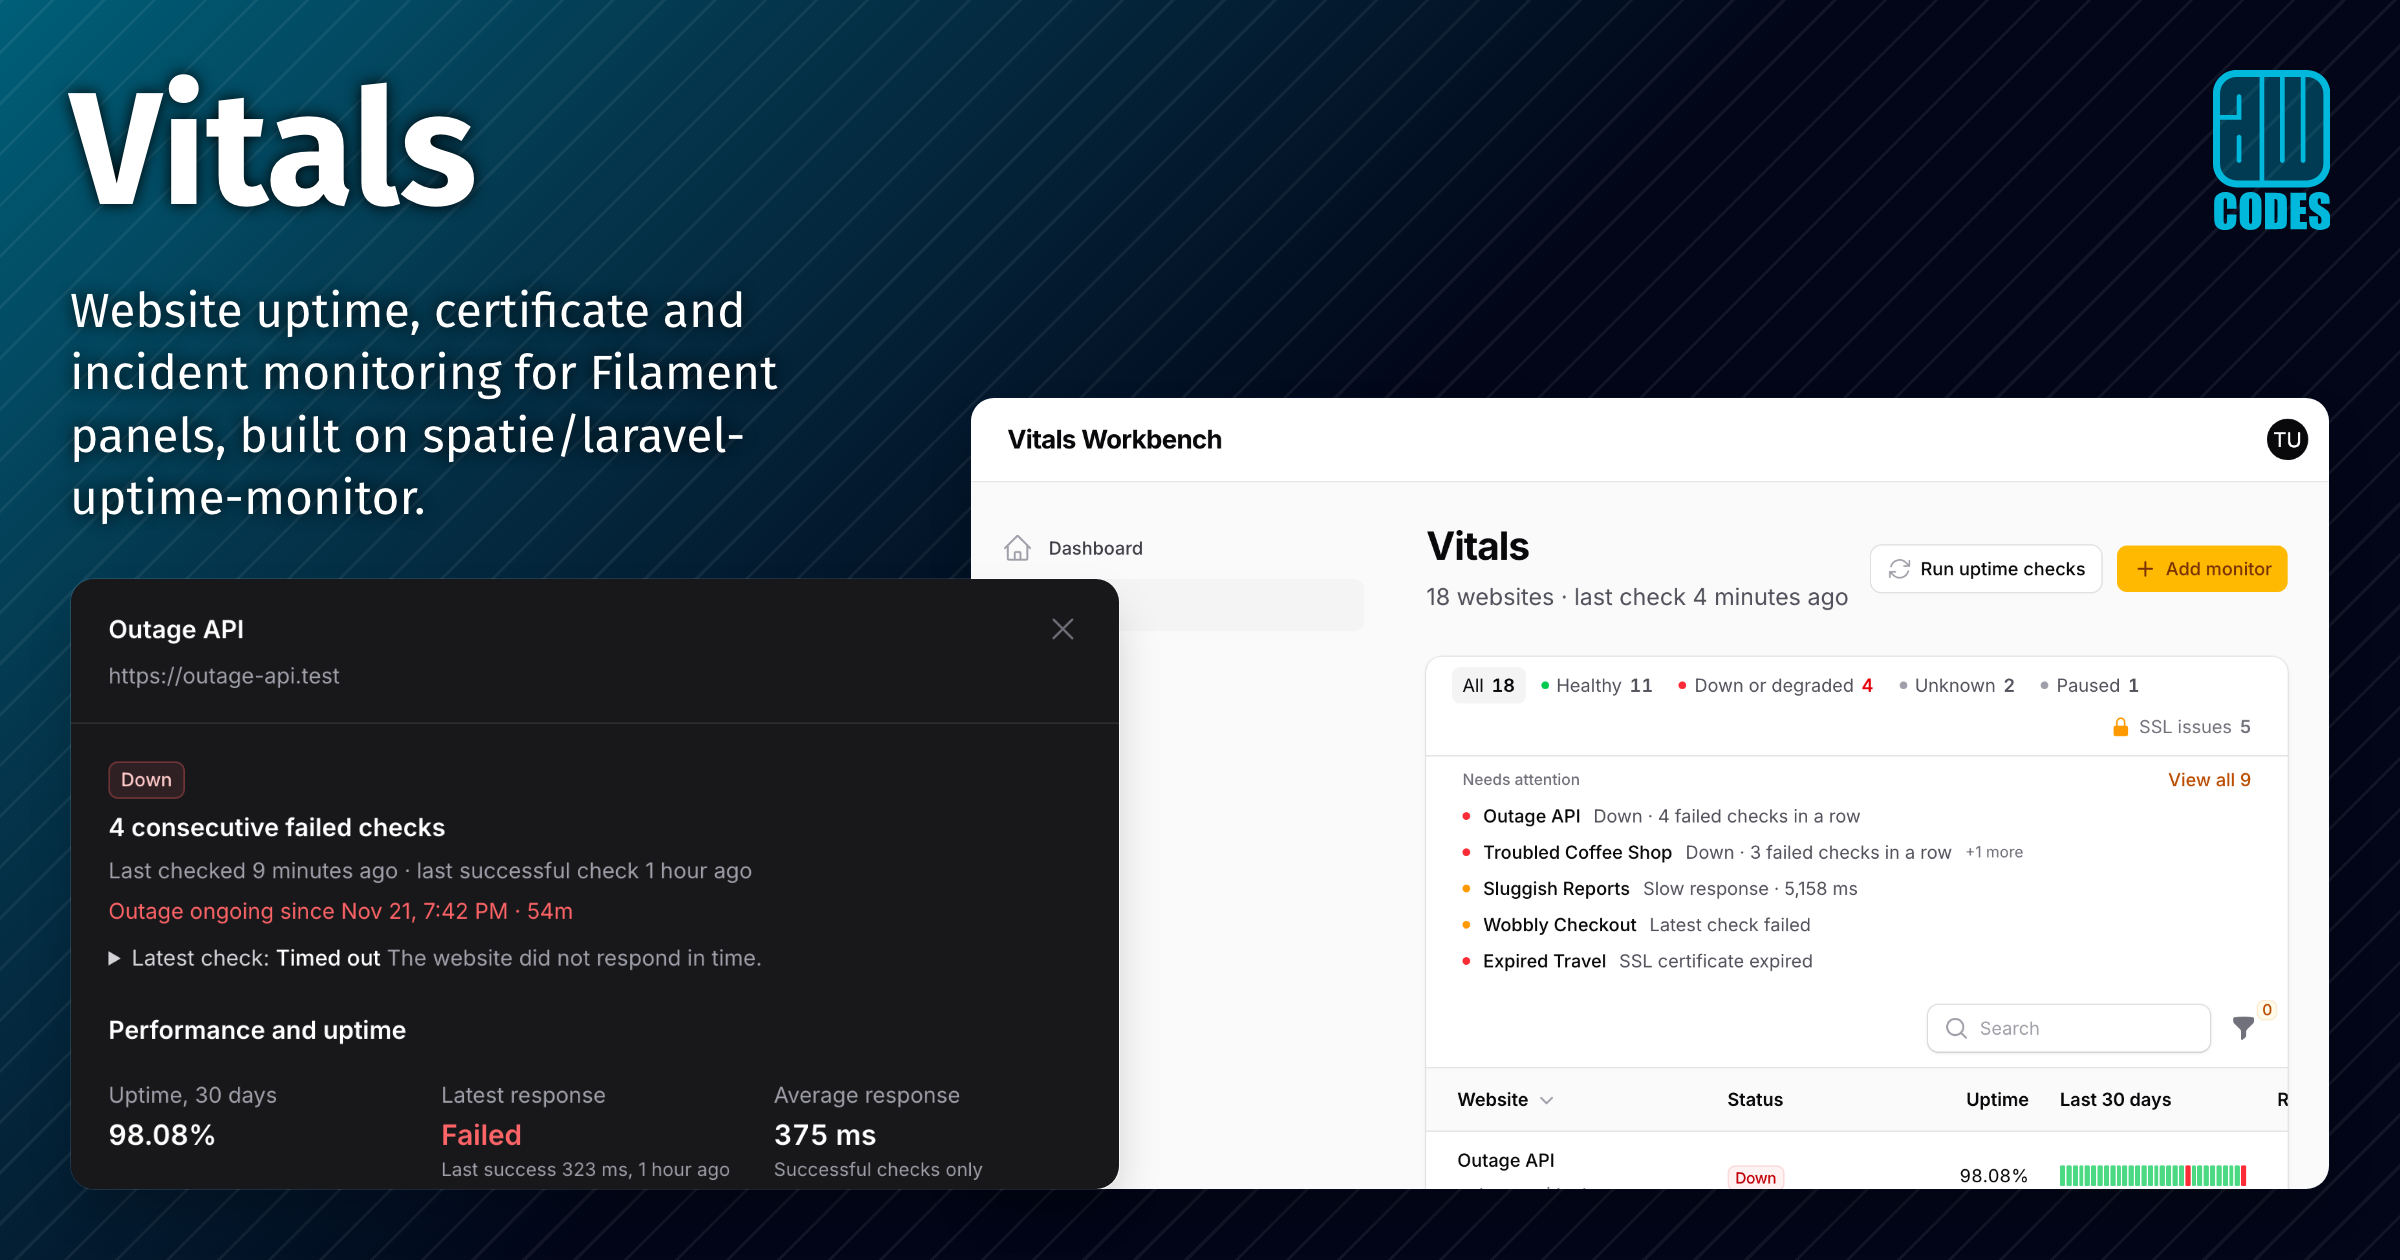 Vitals
Website uptime, certificate and
incident monitoring for Filament
panels, built on spatie/laravel-
uptime-monitor.
aw
CODES
Outage API
https://outage-api.test
Down
4 consecutive failed checks
Last checked 9 minutes ago · last successful check 1 hour ago
Outage ongoing since Nov 21, 7:42 PM · 54m
Latest check: Timed out The website did not respond in time.
Performance and uptime
Uptime, 30 days Latest response Average response
98.08% Failed 375 ms
Last success 323 ms, 1 hour ago Successful checks only
Vitals Workbench TU
Dashboard
Vitals
18 websites · last check 4 minutes ago
Run uptime checks + Add monitor
All 18 Healthy 11 Down or degraded 4 Unknown 2 Paused 1
SSL issues 5
Needs attention View all 9
Outage API Down · 4 failed checks in a row
Troubled Coffee Shop Down · 3 failed checks in a row +1 more
Sluggish Reports Slow response · 5,158 ms
Wobbly Checkout Latest check failed
Expired Travel SSL certificate expired
Search 0
Website Status Uptime Last 30 days
Outage API
Down 98.08%